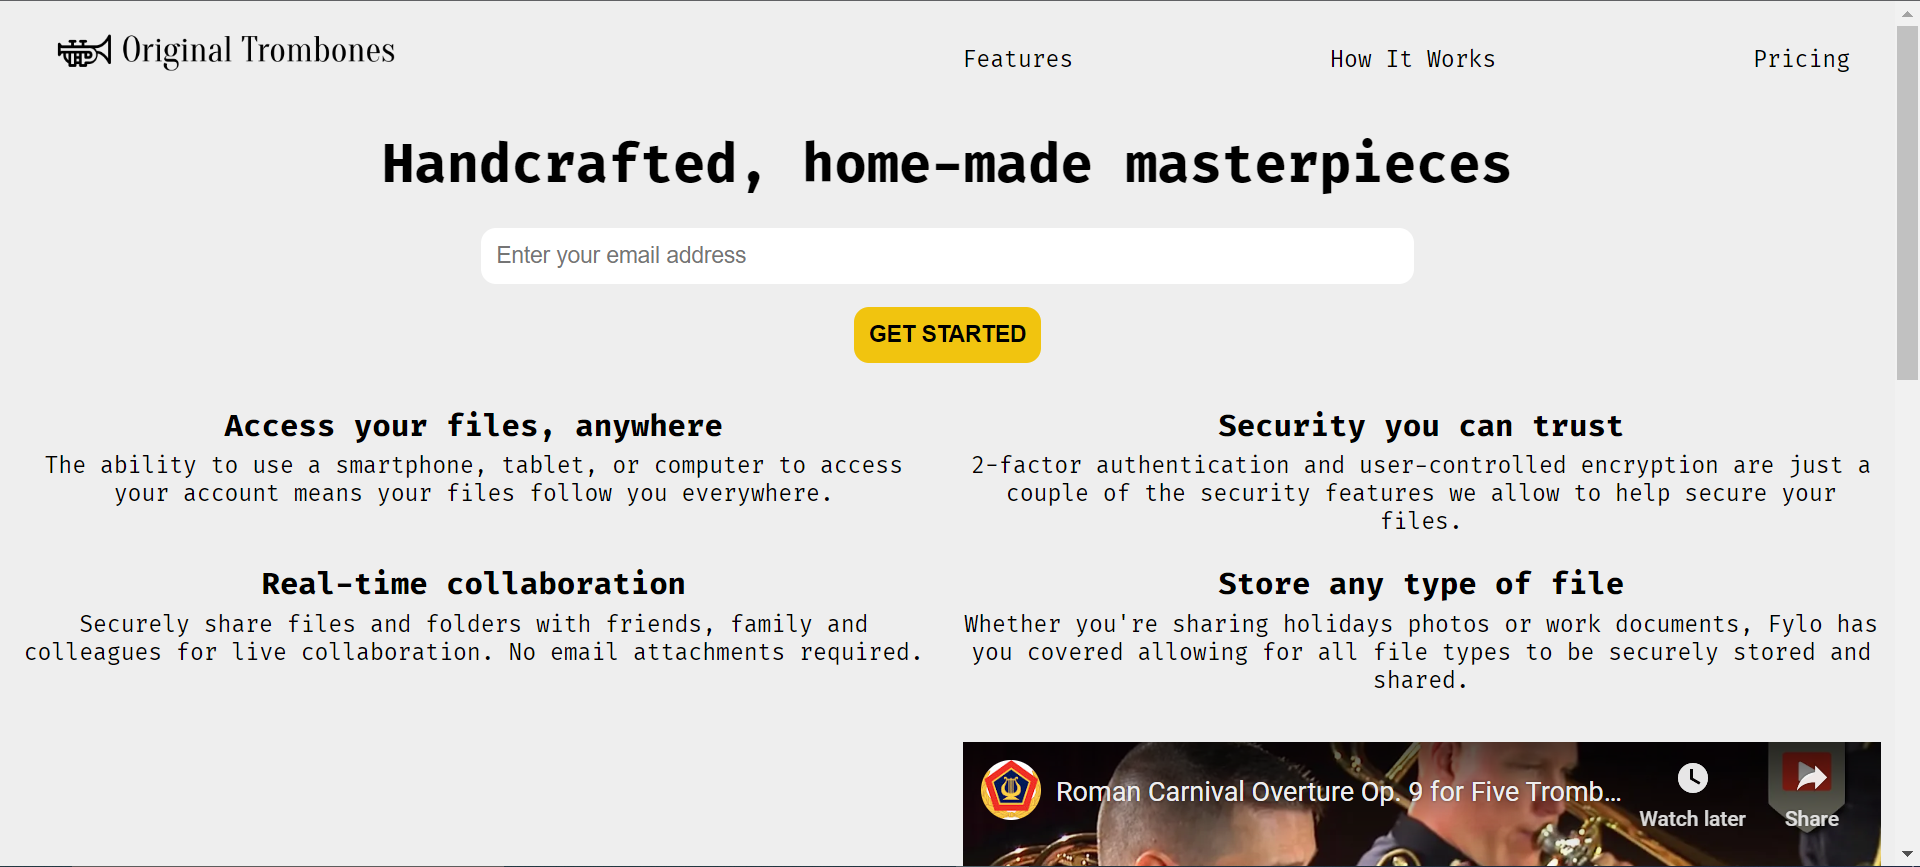 Original Trombones
Features
How It Works
Pricing
Handcrafted, home-made masterpieces
Enter your email address
GET STARTED
Access your files, anywhere
The ability to use a smartphone, tablet, or computer to access
your account means your files follow you everywhere.
Security you can trust
2-factor authentication and user-controlled encryption are just a
couple of the security features we allow to help secure your
files.
Real-time collaboration
Securely share files and folders with friends, family and
colleagues for live collaboration. No email attachments required.
Store any type of file
Whether you're sharing holidays photos or work documents, Fylo has
you covered allowing for all file types to be securely stored and
shared.
Roman Carnival Overture Op. 9 for Five Tromb...
Watch later
Share